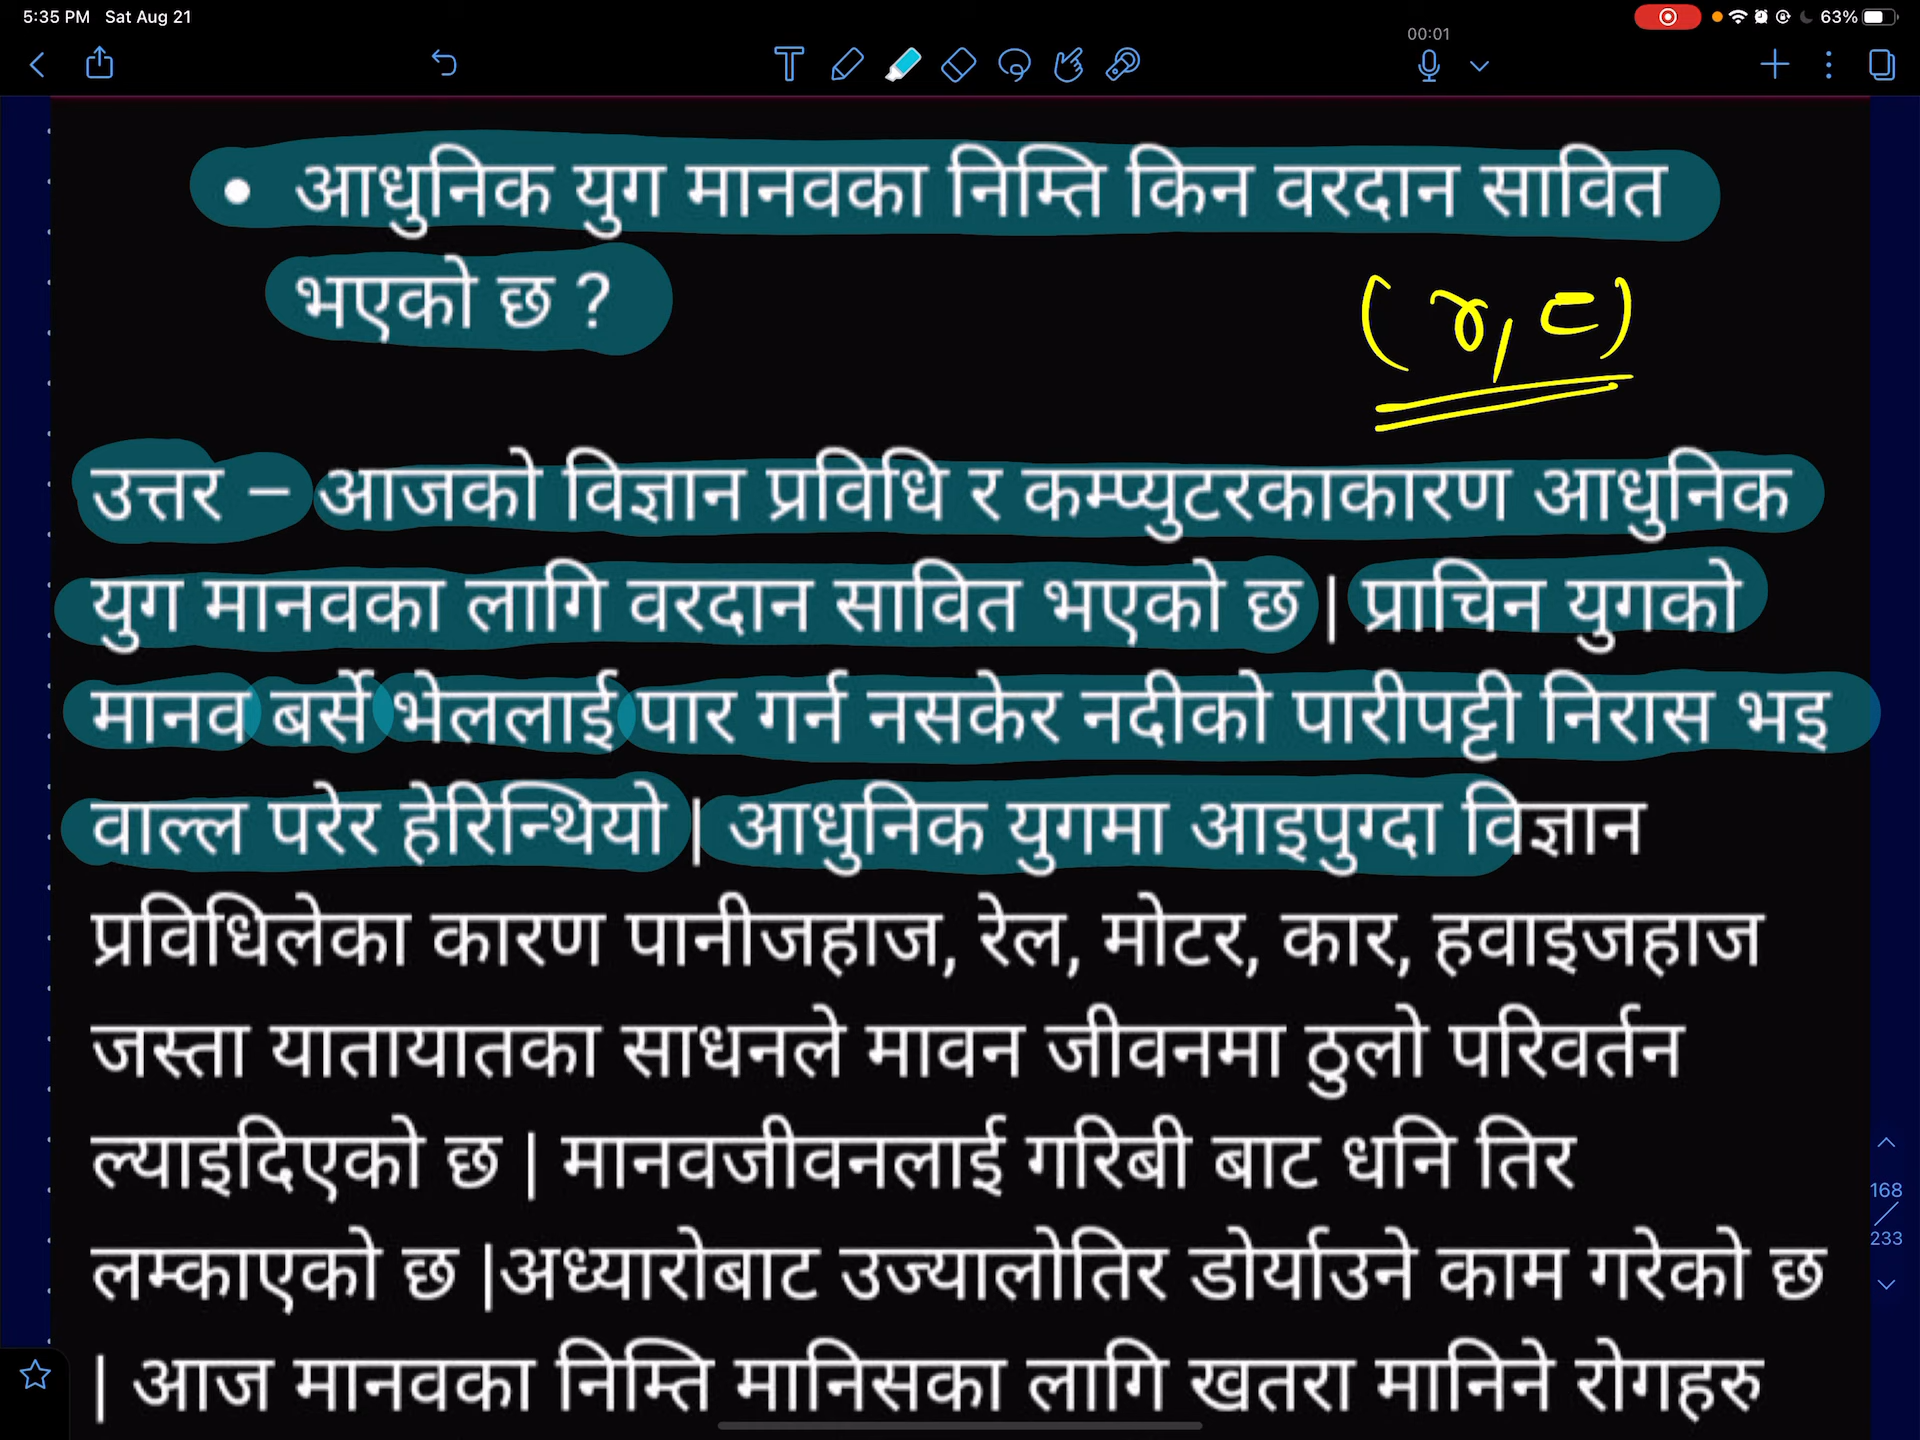 5:35 PM Sat Aug 21
63%
00:01
• आधुनिक युग मानवका निम्ति किन वरदान सावित
भएको छ ?
उत्तर – आजको विज्ञान प्रविधि र कम्प्युटरकाकारण आधुनिक
युग मानवका लागि वरदान सावित भएको छ | प्राचिन युगको
मानव बर्से भेललाई पार गर्न नसकेर नदीको पारीपट्टी निरास भइ
वाल्ल परेर हेरिन्थियो | आधुनिक युगमा आइपुग्दा विज्ञान
प्रविधिलेका कारण पानीजहाज, रेल, मोटर, कार, हवाइजहाज
जस्ता यातायातका साधनले मावन जीवनमा ठुलो परिवर्तन
ल्याइदिएको छ | मानवजीवनलाई गरिबी बाट धनि तिर
लम्काएको छ |अध्यारोबाट उज्यालोतिर डोर्याउने काम गरेको छ
| आज मानवका निम्ति मानिसका लागि खतरा मानिने रोगहरु
168
233